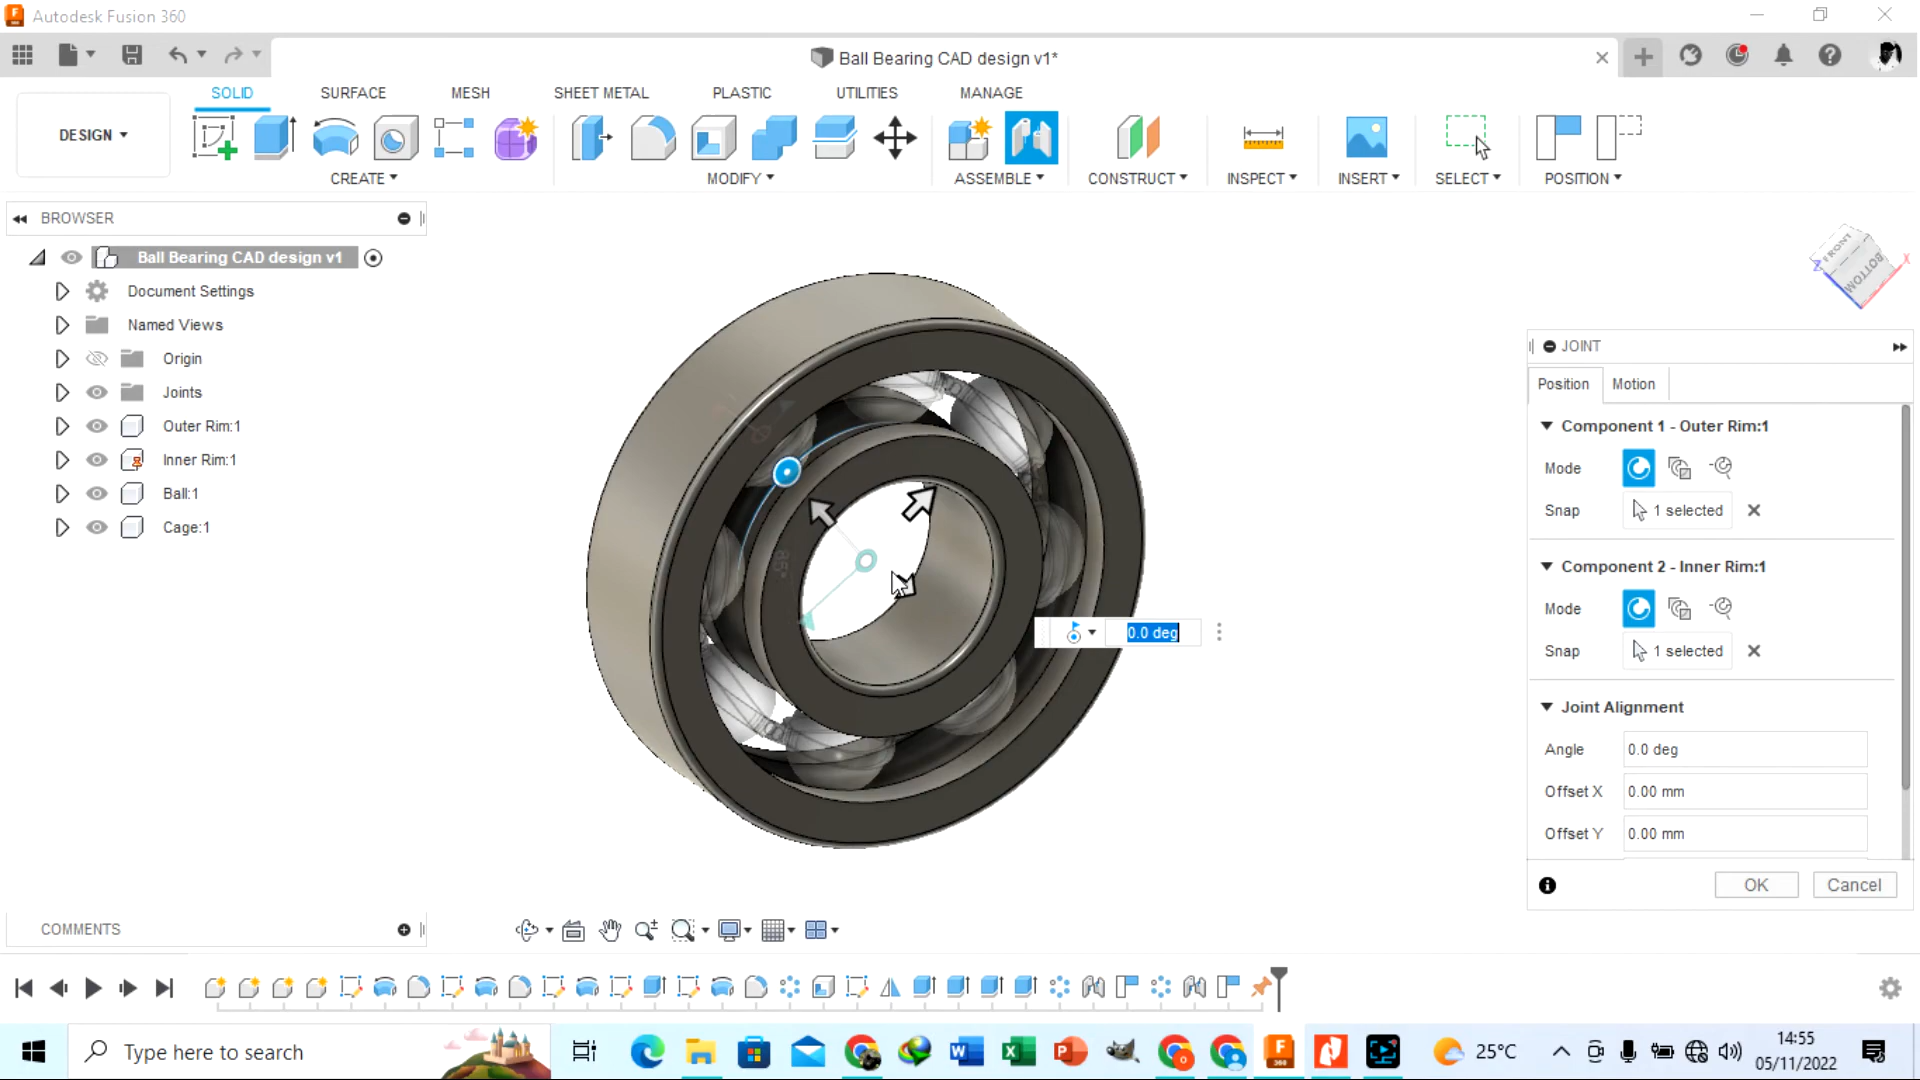 Autodesk Fusion 360
Ball Bearing CAD design v1*
SOLID SURFACE MESH SHEET METAL PLASTIC UTILITIES MANAGE
DESIGN
CREATE MODIFY ASSEMBLE CONSTRUCT INSPECT INSERT SELECT POSITION
BROWSER
Ball Bearing CAD design v1
Document Settings
Named Views
Origin
Joints
Outer Rim:1
Inner Rim:1
Ball:1
Cage:1
FRONT
BOTTOM
Z
X
0.0 deg
JOINT
Position Motion
Component 1 - Outer Rim:1
Mode
Snap 1 selected
Component 2 - Inner Rim:1
Mode
Snap 1 selected
Joint Alignment
Angle 0.0 deg
Offset X 0.00 mm
Offset Y 0.00 mm
OK Cancel
COMMENTS
Type here to search
25°C
14:55
05/11/2022